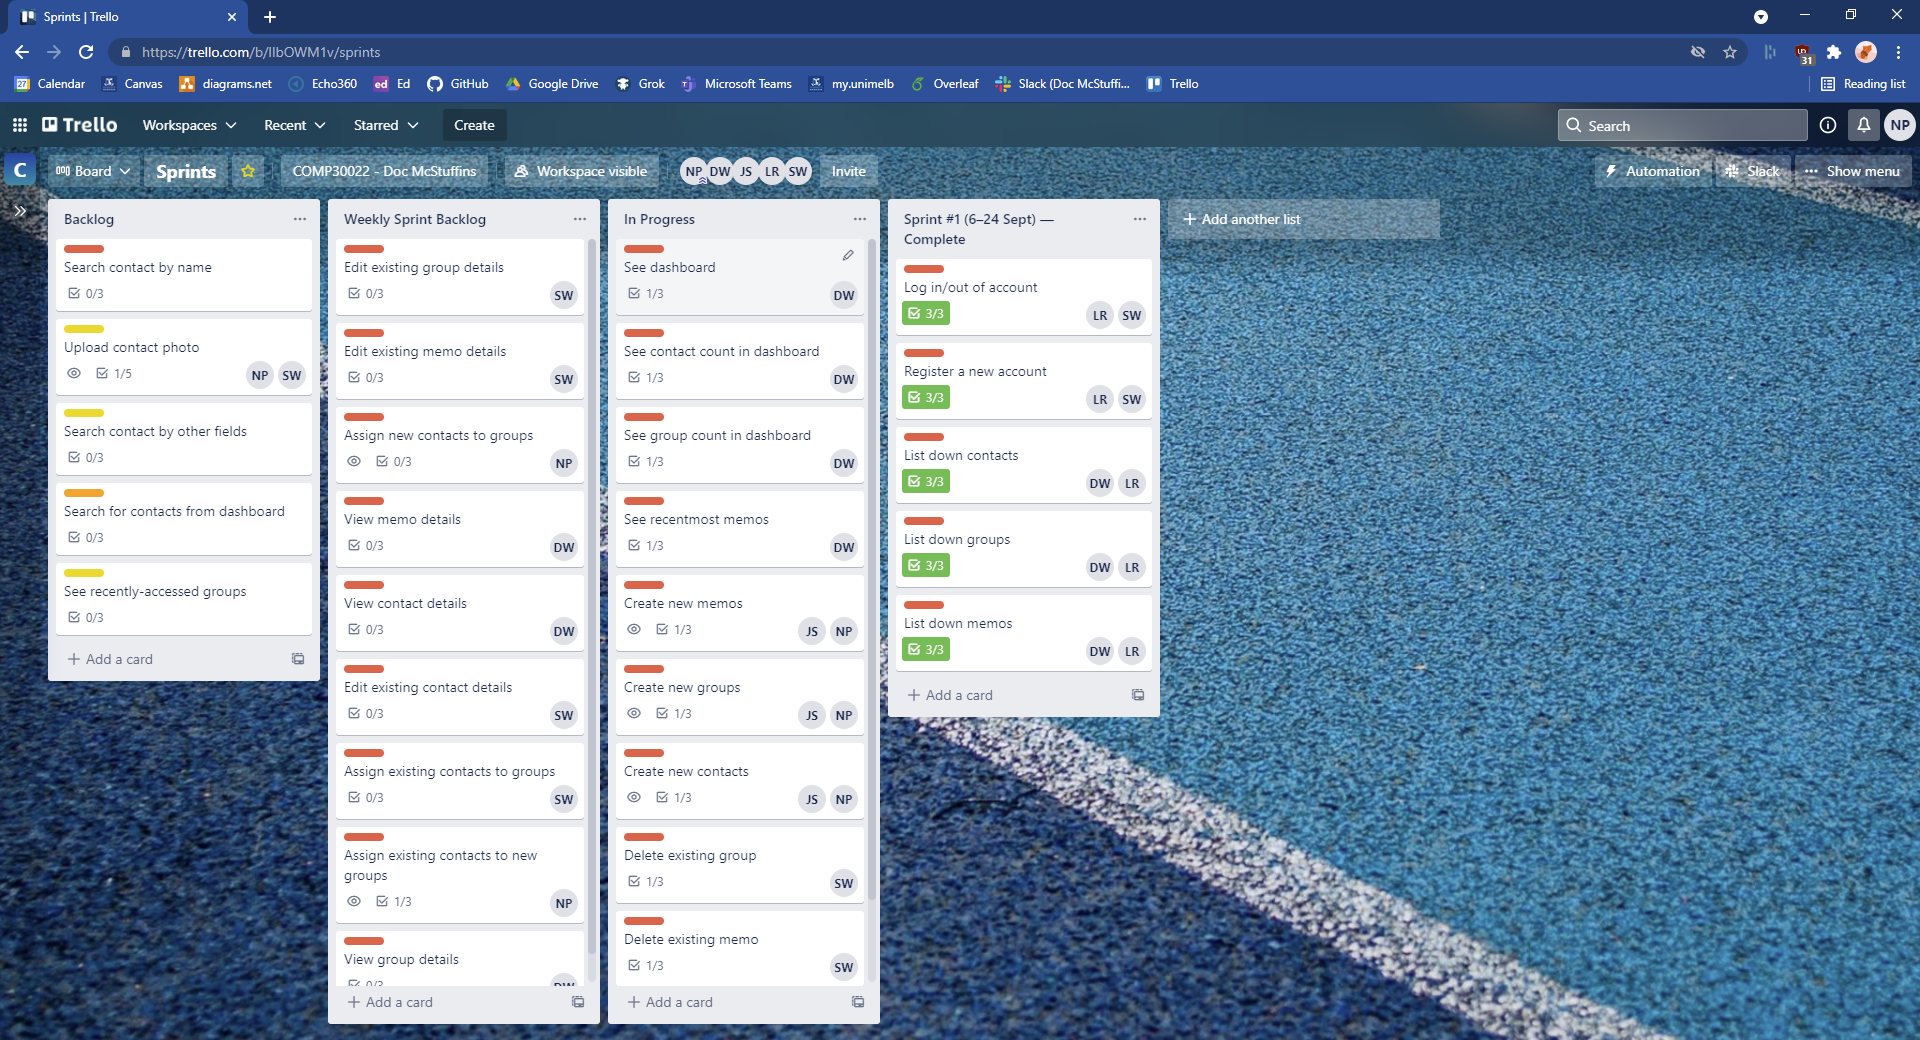 Sprints | Trello
https://trello.com/b/IlbOWM1v/sprints
31
27 Calendar
Canvas
diagrams.net
Echo360
ed Ed
GitHub
Google Drive
Grok
Microsoft Teams
my.unimelb
Overleaf
Slack (Doc McStuffi...
Trello
Reading list
Trello
Workspaces
Recent
Starred
Create
Search
NP
C
Board
Sprints
COMP30022 - Doc McStuffins
Workspace visible
NP DW JS LR SW
Invite
Automation
Slack
Show menu
Backlog
Search contact by name
0/3
Upload contact photo
1/5
NP SW
Search contact by other fields
0/3
Search for contacts from dashboard
0/3
See recently-accessed groups
0/3
+ Add a card
Weekly Sprint Backlog
Edit existing group details
0/3
SW
Edit existing memo details
0/3
SW
Assign new contacts to groups
0/3
NP
View memo details
0/3
DW
View contact details
0/3
DW
Edit existing contact details
0/3
SW
Assign existing contacts to groups
0/3
SW
Assign existing contacts to new
groups
1/3
NP
View group details
0/3
DW
+ Add a card
In Progress
See dashboard
1/3
DW
See contact count in dashboard
1/3
DW
See group count in dashboard
1/3
DW
See recentmost memos
1/3
DW
Create new memos
1/3
JS NP
Create new groups
1/3
JS NP
Create new contacts
1/3
JS NP
Delete existing group
1/3
SW
Delete existing memo
1/3
SW
+ Add a card
Sprint #1 (6–24 Sept) —
Complete
Log in/out of account
3/3
LR SW
Register a new account
3/3
LR SW
List down contacts
3/3
DW LR
List down groups
3/3
DW LR
List down memos
3/3
DW LR
+ Add a card
+ Add another list